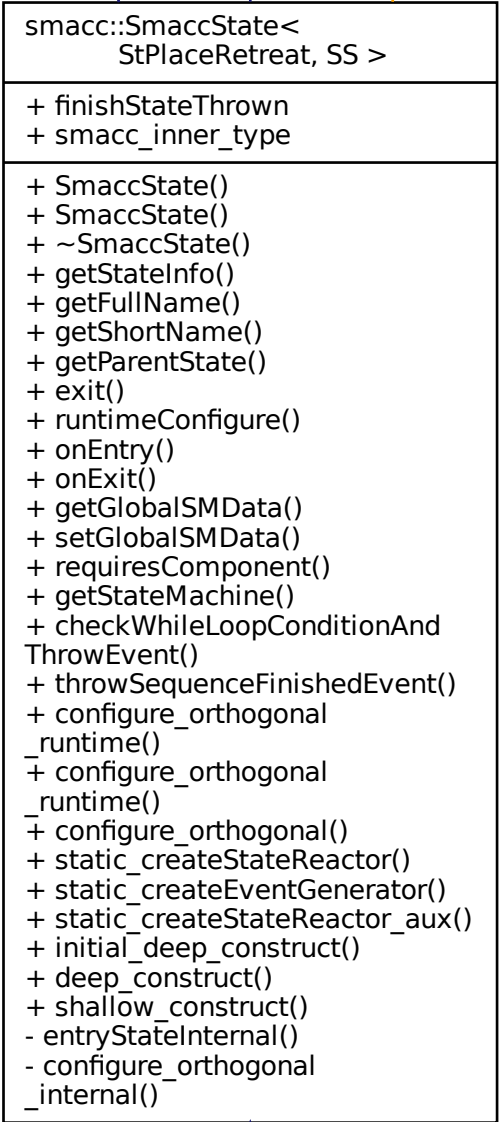 smacc::SmaccState<
StPlaceRetreat, SS >
+ finishStateThrown
+ smacc_inner_type
+ SmaccState()
+ SmaccState()
+ ~SmaccState()
+ getStateInfo()
+ getFullName()
+ getShortName()
+ getParentState()
+ exit()
+ runtimeConfigure()
+ onEntry()
+ onExit()
+ getGlobalSMData()
+ setGlobalSMData()
+ requiresComponent()
+ getStateMachine()
+ checkWhileLoopConditionAnd
ThrowEvent()
+ throwSequenceFinishedEvent()
+ configure_orthogonal
_runtime()
+ configure_orthogonal
_runtime()
+ configure_orthogonal()
+ static_createStateReactor()
+ static_createEventGenerator()
+ static_createStateReactor_aux()
+ initial_deep_construct()
+ deep_construct()
+ shallow_construct()
- entryStateInternal()
- configure_orthogonal
_internal()